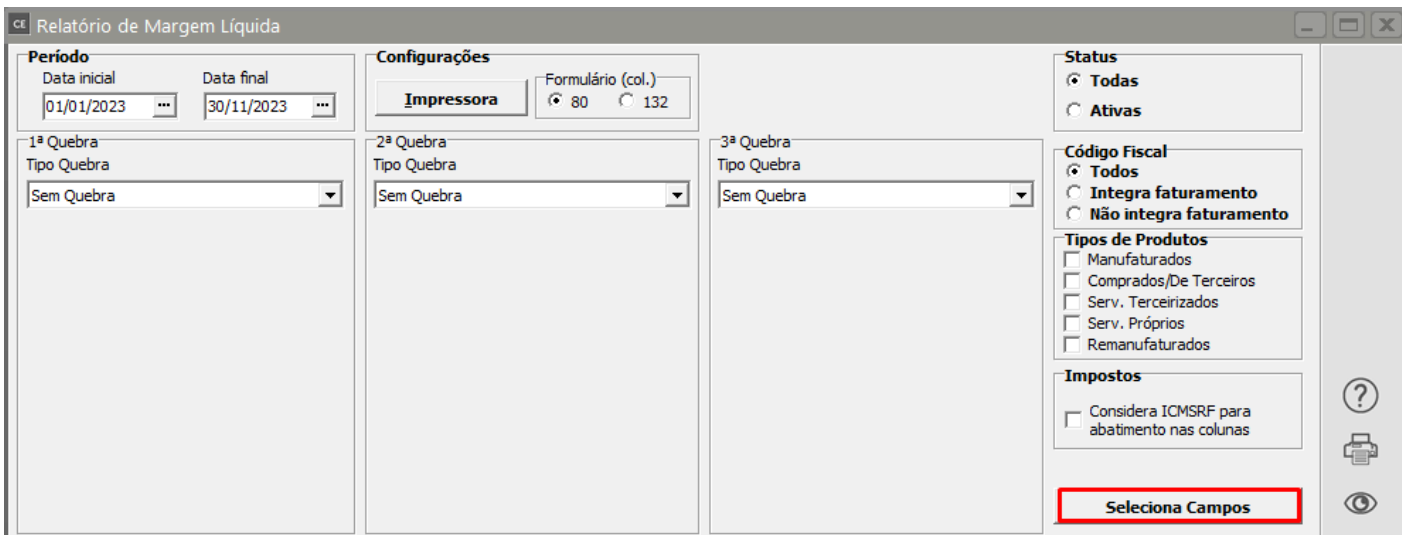 CE Relatório de Margem Líquida
Período
Data inicial Data final
01/01/2023 ... 30/11/2023 ...
Configurações
Impressora
Formulário (col.)
80 132
Status
Todas
Ativas
1ª Quebra
Tipo Quebra
Sem Quebra
2ª Quebra
Tipo Quebra
Sem Quebra
3ª Quebra
Tipo Quebra
Sem Quebra
Código Fiscal
Todos
Integra faturamento
Não integra faturamento
Tipos de Produtos
Manufaturados
Comprados/De Terceiros
Serv. Terceirizados
Serv. Próprios
Remanufaturados
Impostos
Considera ICMSRF para
abatimento nas colunas
Seleciona Campos